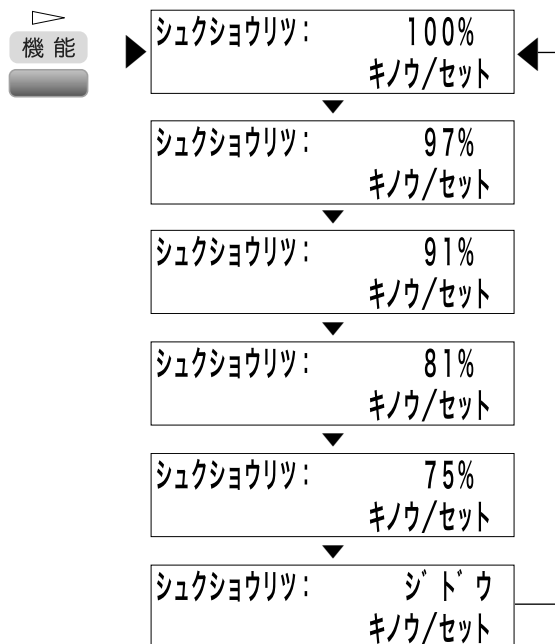 機能
シュクショウリツ: 100%
キノウ/セット
シュクショウリツ: 97%
キノウ/セット
シュクショウリツ: 91%
キノウ/セット
シュクショウリツ: 81%
キノウ/セット
シュクショウリツ: 75%
キノウ/セット
シュクショウリツ: ジドウ
キノウ/セット